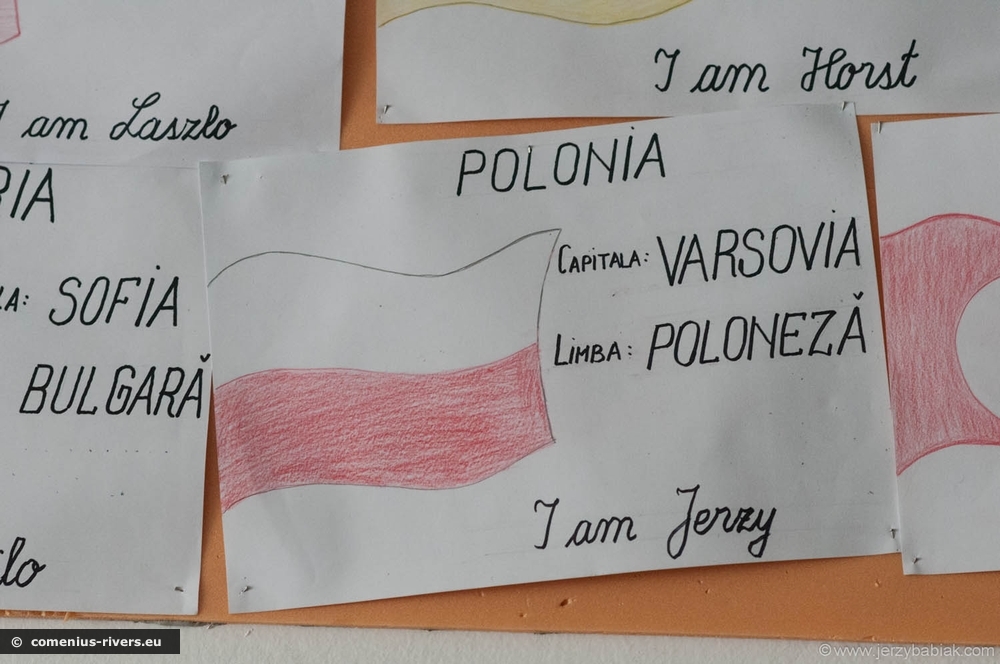 I am Horst
I am Laszlo
RIA
SOFIA
BULGARĂ
POLONIA
CAPITALA: VARSOVIA
LIMBA: POLONEZĂ
I am Jerzy
© comenius-rivers.eu
© www.jerzybabiak.com